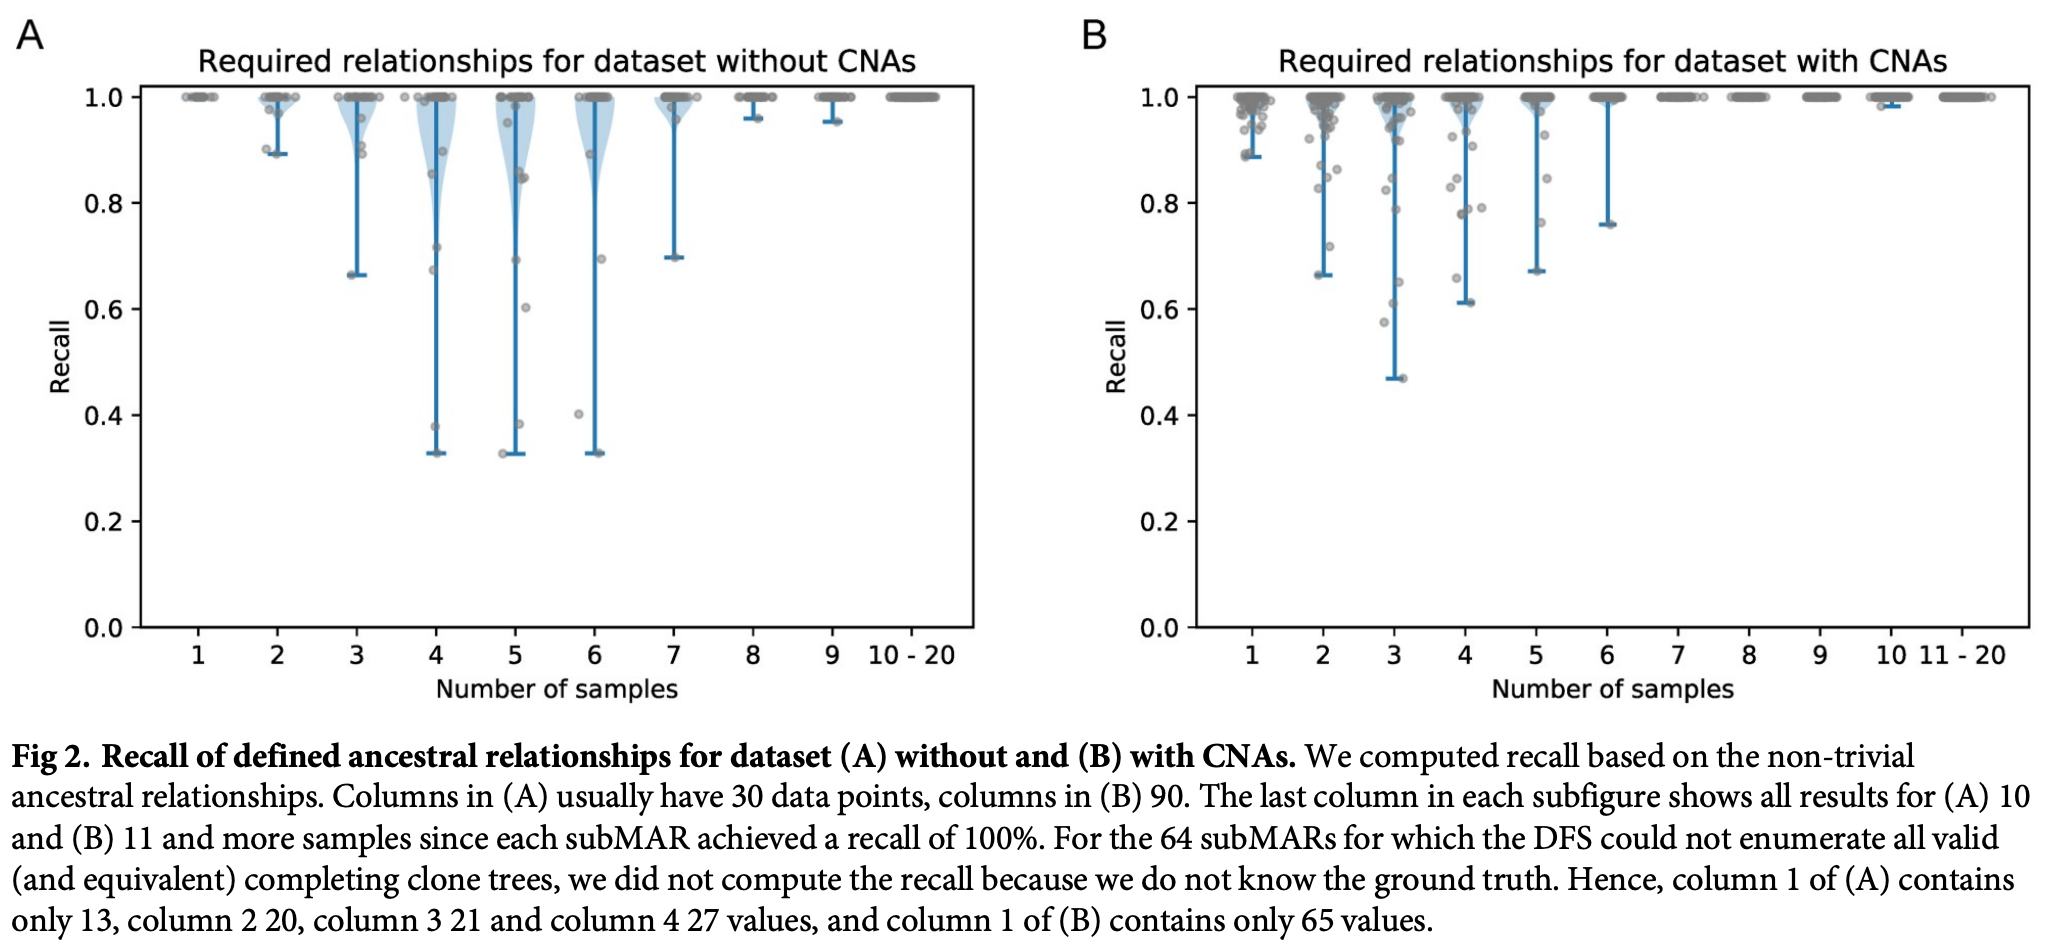 A
Required relationships for dataset without CNAs
1.0
0.8
0.6
0.4
0.2
0.0
Recall
1 2 3 4 5 6 7 8 9 10 - 20
Number of samples
B
Required relationships for dataset with CNAs
1.0
0.8
0.6
0.4
0.2
0.0
Recall
1 2 3 4 5 6 7 8 9 10 11 - 20
Number of samples
Fig 2. Recall of defined ancestral relationships for dataset (A) without and (B) with CNAs. We computed recall based on the non-trivial
ancestral relationships. Columns in (A) usually have 30 data points, columns in (B) 90. The last column in each subfigure shows all results for (A) 10
and (B) 11 and more samples since each subMAR achieved a recall of 100%. For the 64 subMARs for which the DFS could not enumerate all valid
(and equivalent) completing clone trees, we did not compute the recall because we do not know the ground truth. Hence, column 1 of (A) contains
only 13, column 2 20, column 3 21 and column 4 27 values, and column 1 of (B) contains only 65 values.